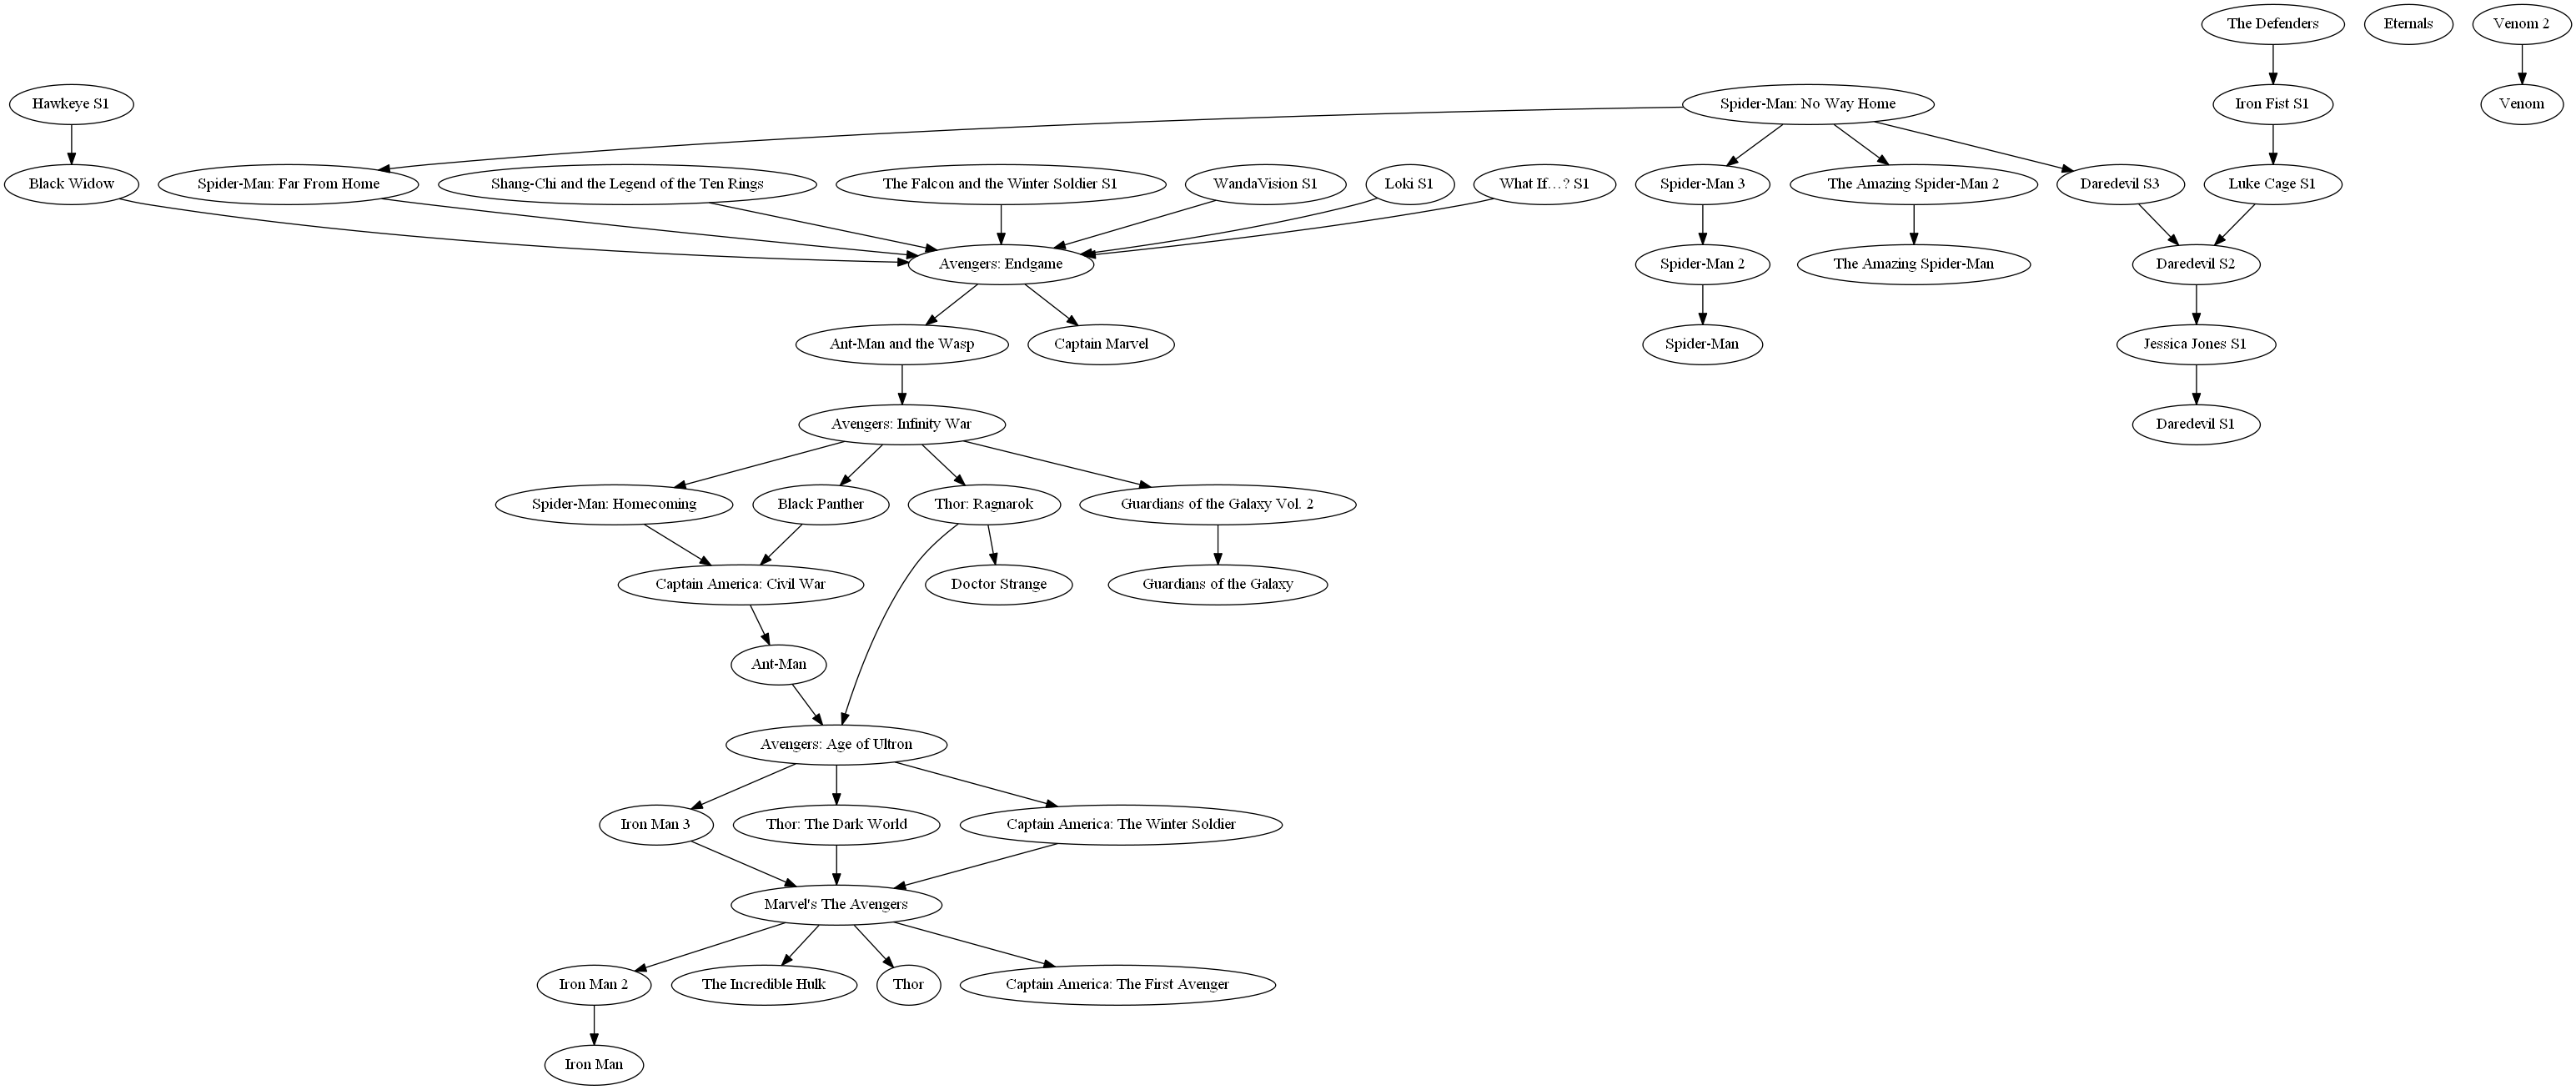 The Defenders
Eternals
Venom 2
Hawkeye S1
Spider-Man: No Way Home
Iron Fist S1
Venom
Black Widow
Spider-Man: Far From Home
Shang-Chi and the Legend of the Ten Rings
The Falcon and the Winter Soldier S1
WandaVision S1
Loki S1
What If…? S1
Spider-Man 3
The Amazing Spider-Man 2
Daredevil S3
Luke Cage S1
Avengers: Endgame
Spider-Man 2
The Amazing Spider-Man
Daredevil S2
Ant-Man and the Wasp
Captain Marvel
Spider-Man
Jessica Jones S1
Avengers: Infinity War
Daredevil S1
Spider-Man: Homecoming
Black Panther
Thor: Ragnarok
Guardians of the Galaxy Vol. 2
Captain America: Civil War
Doctor Strange
Guardians of the Galaxy
Ant-Man
Avengers: Age of Ultron
Iron Man 3
Thor: The Dark World
Captain America: The Winter Soldier
Marvel's The Avengers
Iron Man 2
The Incredible Hulk
Thor
Captain America: The First Avenger
Iron Man